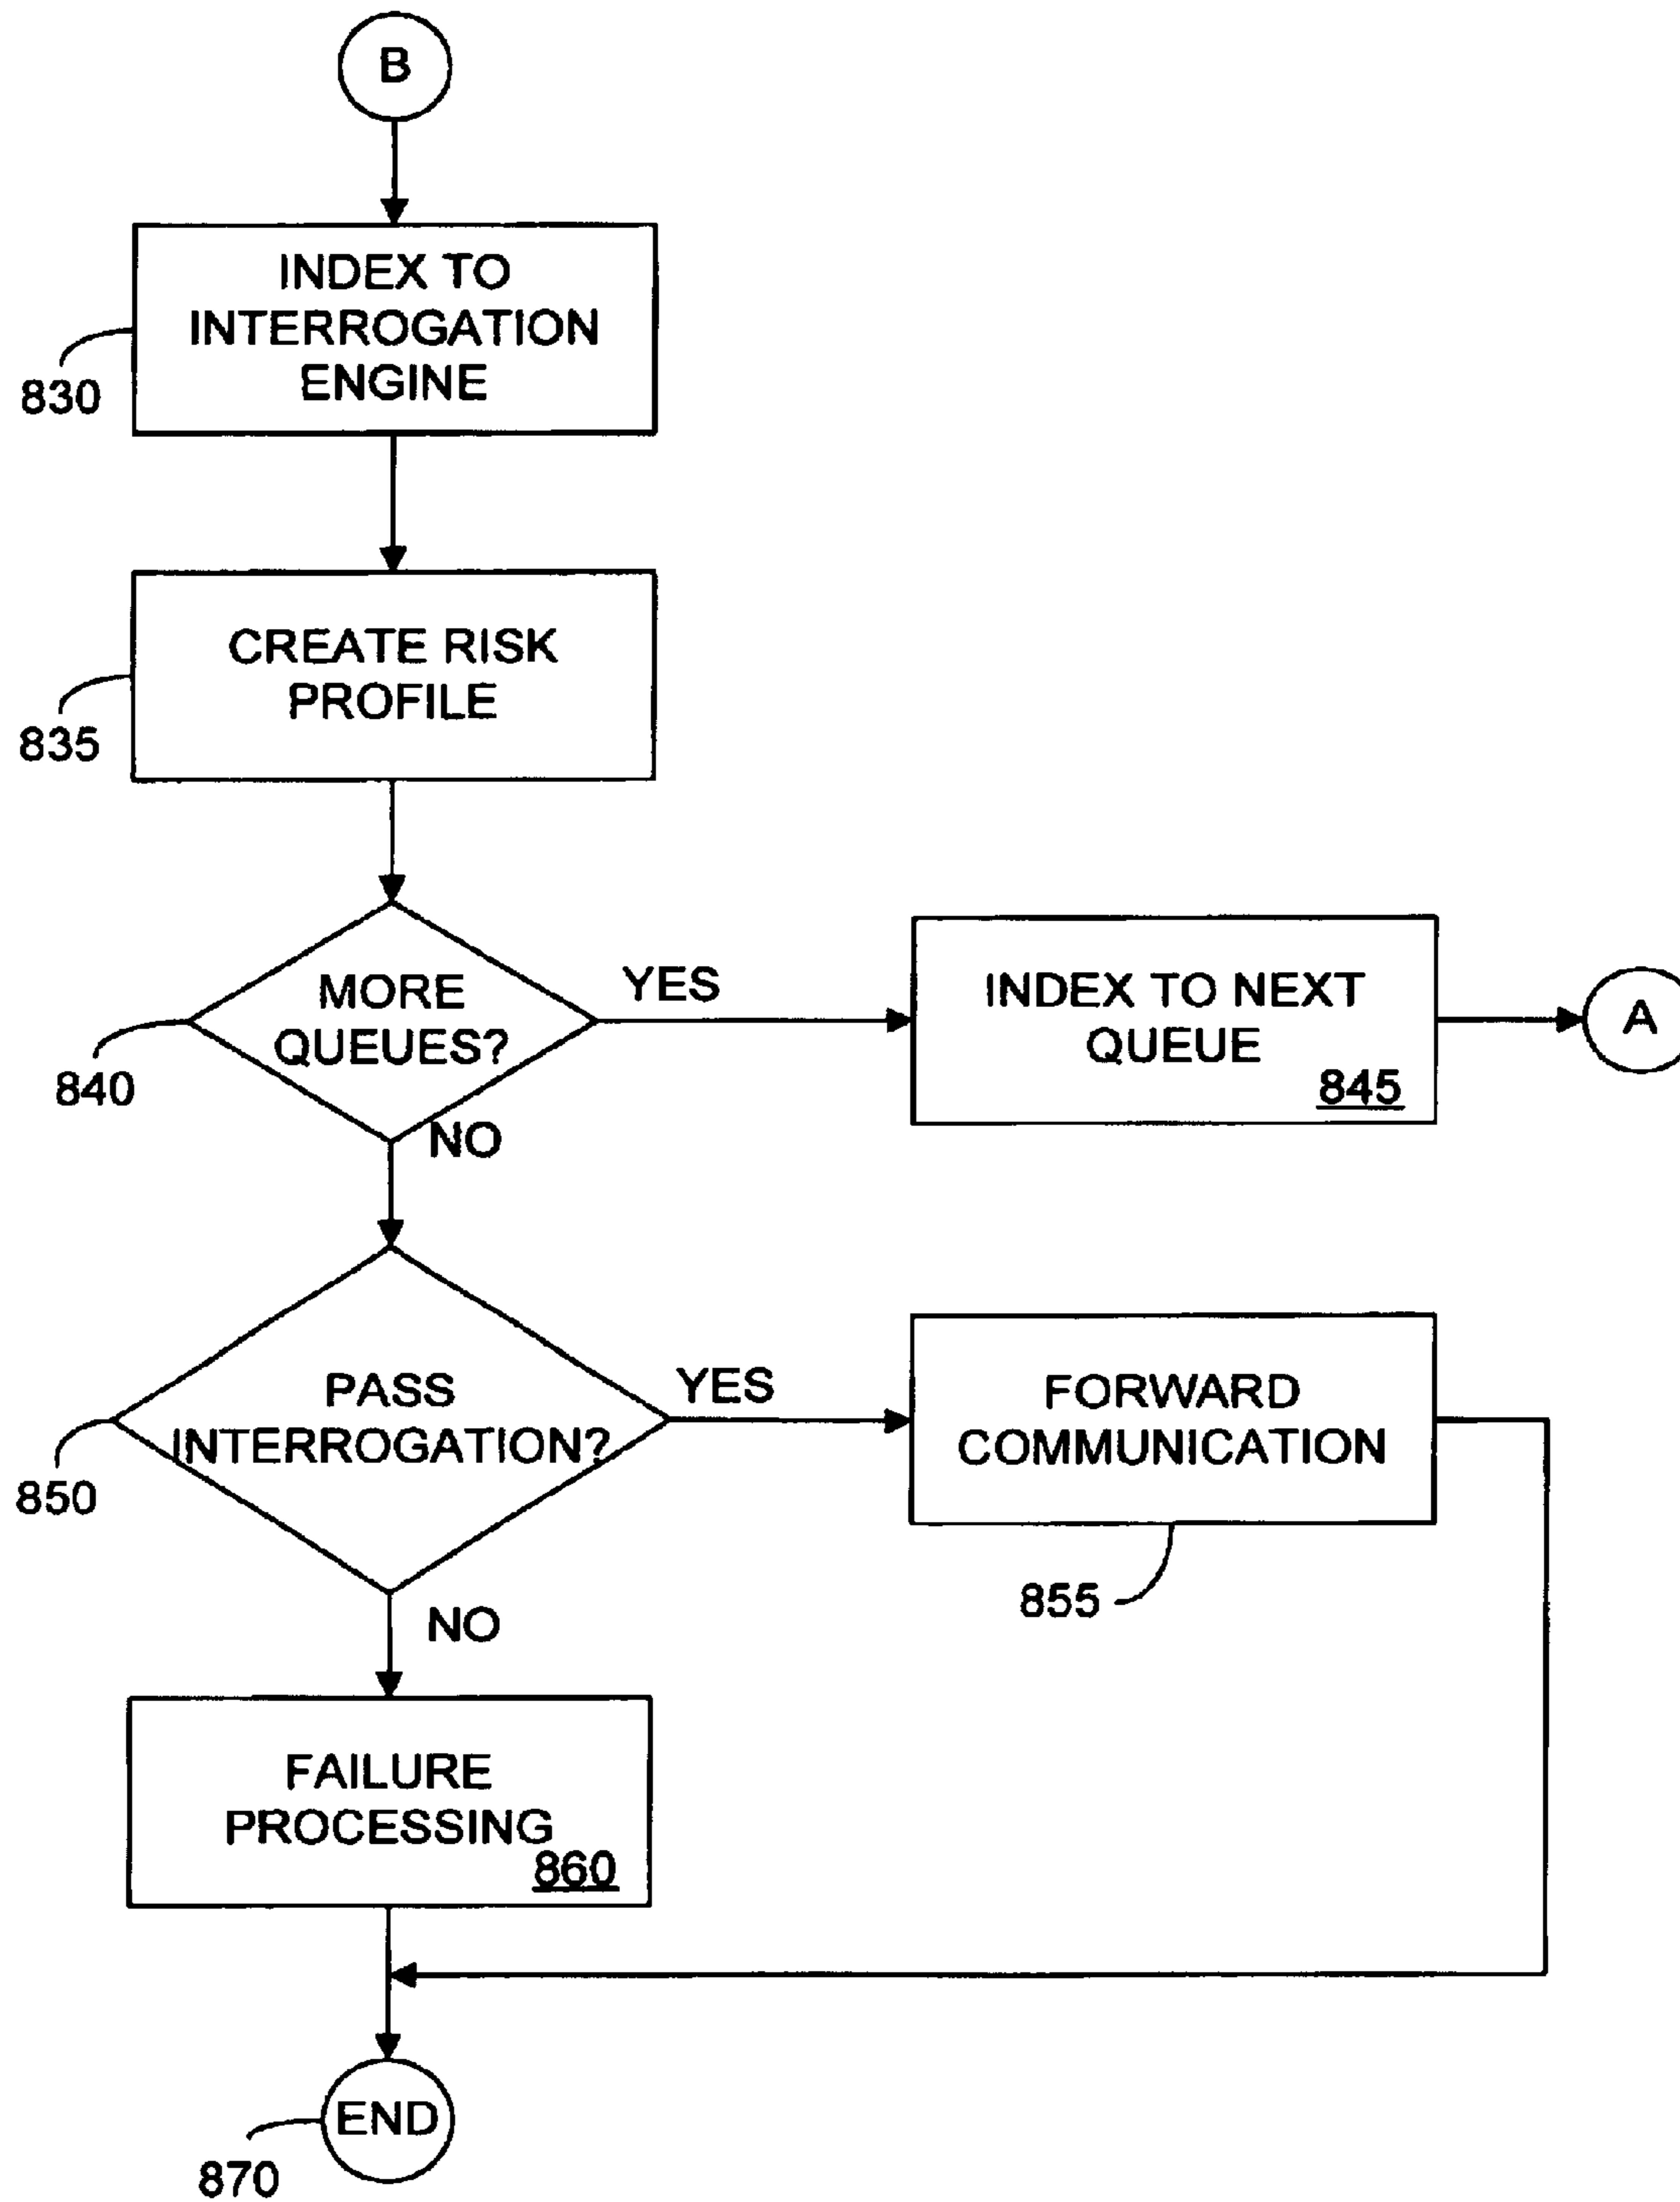 B
INDEX TO
INTERROGATION
ENGINE
830
CREATE RISK
PROFILE
835
MORE
QUEUES?
840
YES
NO
INDEX TO NEXT
QUEUE
845
A
PASS
INTERROGATION?
850
YES
NO
FORWARD
COMMUNICATION
855
FAILURE
PROCESSING
860
END
870